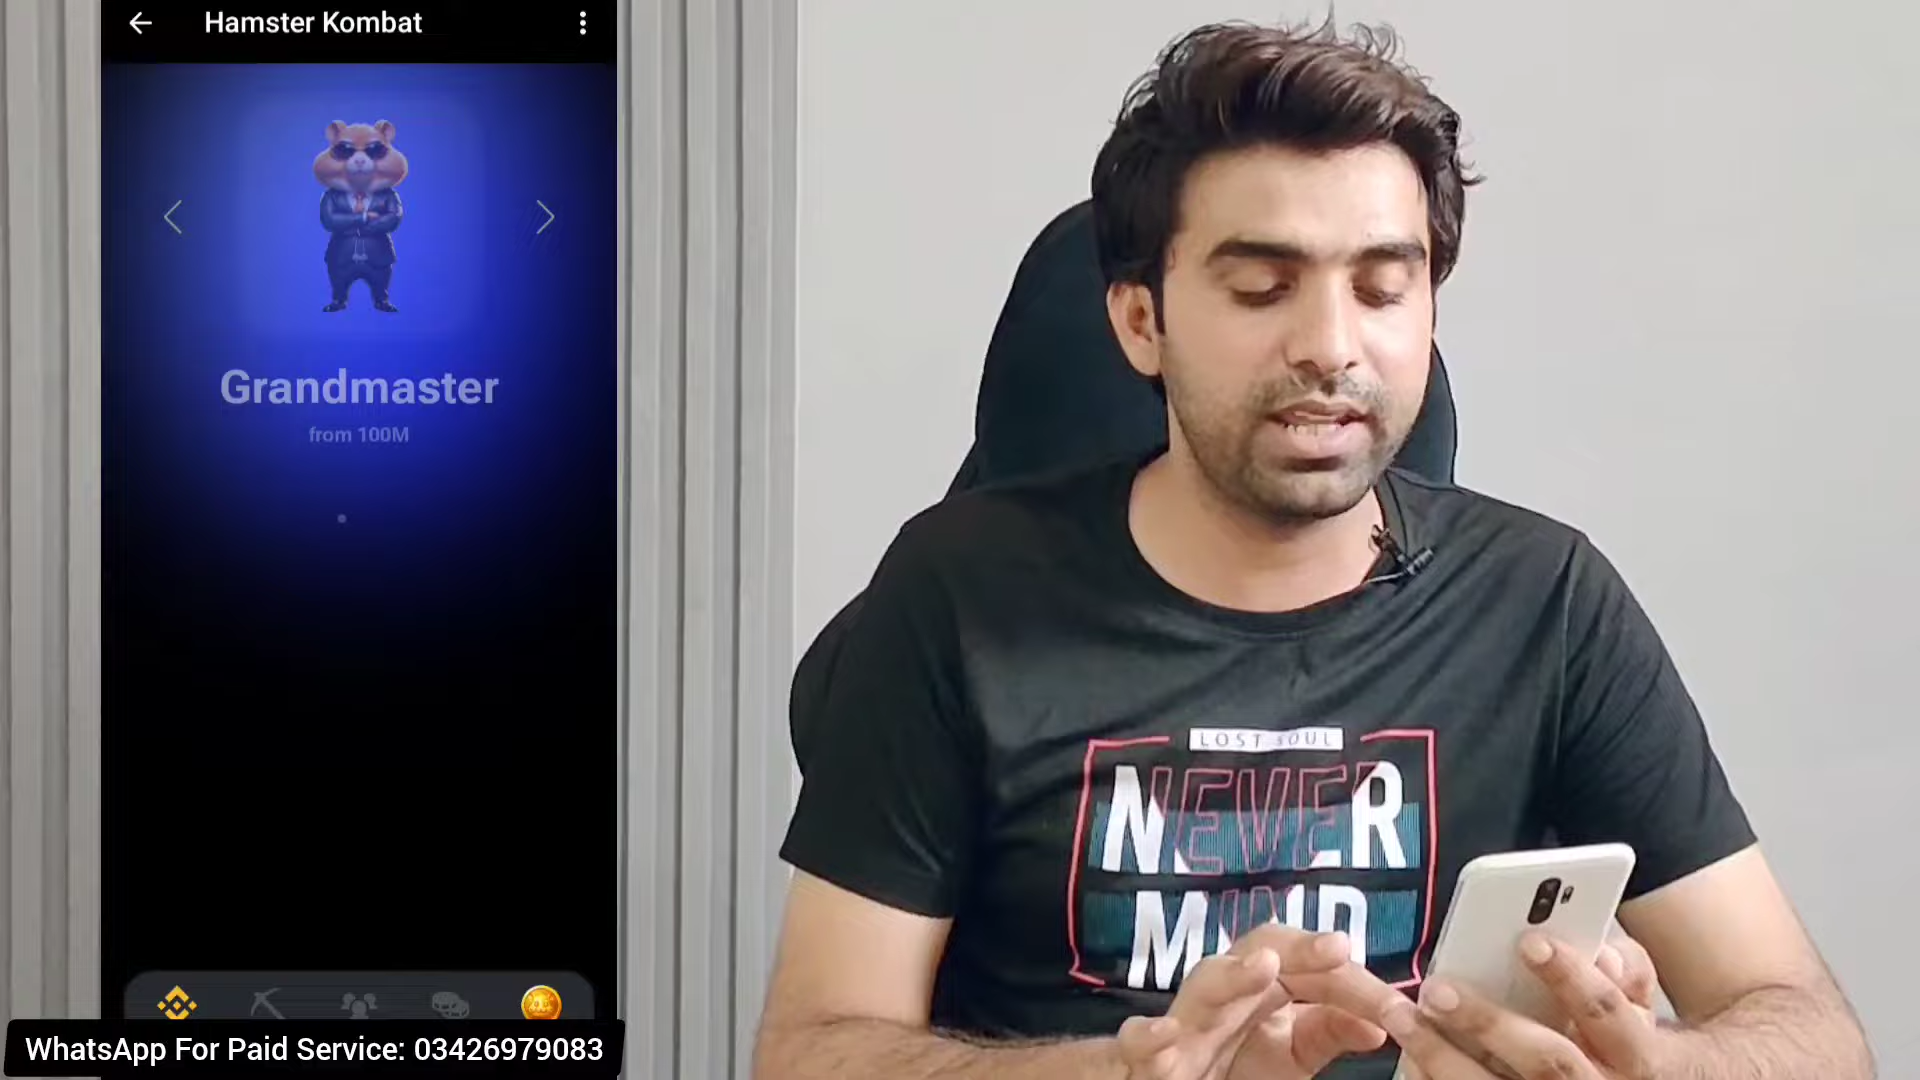 Hamster Kombat
Grandmaster
from 100M
WhatsApp For Paid Service: 03426979083
LOST SOUL
NEVER
MIND